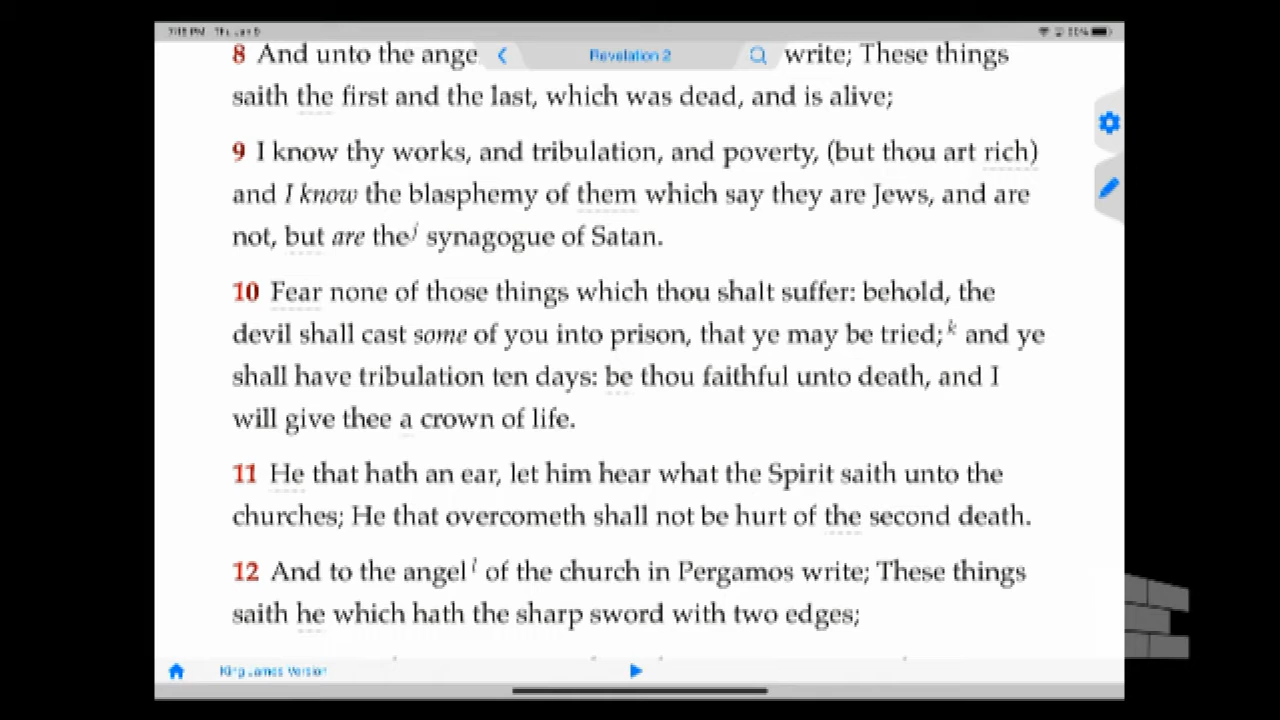 7:15 PM
8 And unto the ange write; These things
Revelation 2
saith the first and the last, which was dead, and is alive;
9 I know thy works, and tribulation, and poverty, (but thou art rich)
and I know the blasphemy of them which say they are Jews, and are
not, but are the j synagogue of Satan.
10 Fear none of those things which thou shalt suffer: behold, the
devil shall cast some of you into prison, that ye may be tried; k and ye
shall have tribulation ten days: be thou faithful unto death, and I
will give thee a crown of life.
11 He that hath an ear, let him hear what the Spirit saith unto the
churches; He that overcometh shall not be hurt of the second death.
12 And to the angel l of the church in Pergamos write; These things
saith he which hath the sharp sword with two edges;
King James Version